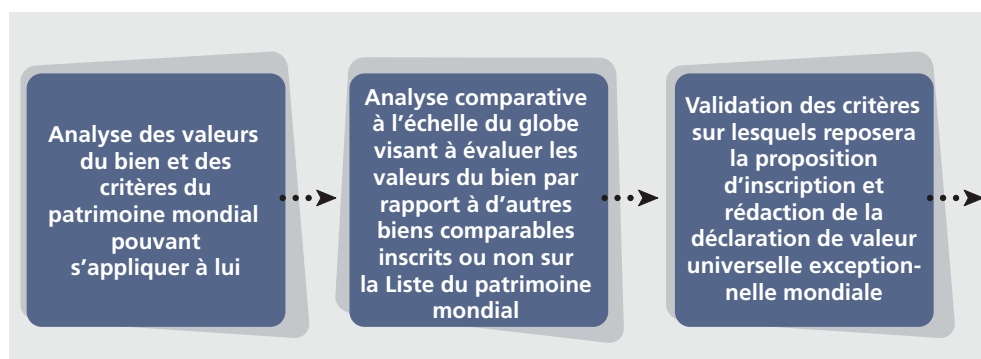 Analyse des valeurs
du bien et des
critères du
patrimoine mondial
pouvant
s'appliquer à lui
Analyse comparative
à l'échelle du globe
visant à évaluer les
valeurs du bien par
rapport à d'autres
biens comparables
inscrits ou non sur
la Liste du patrimoine
mondial
Validation des critères
sur lesquels reposera
la proposition
d'inscription et
rédaction de la
déclaration de valeur
universelle exception-
nelle mondiale